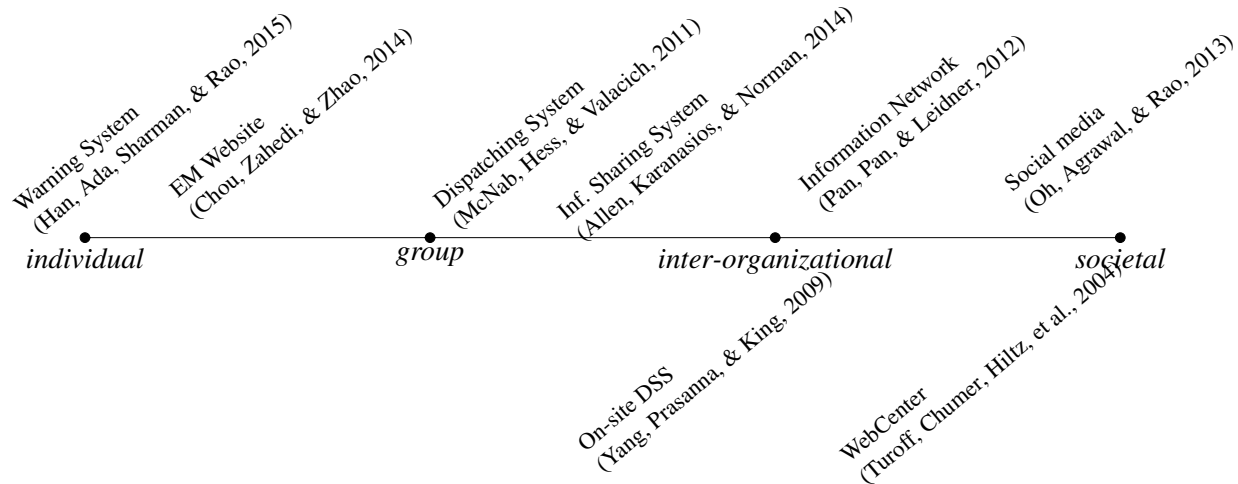 Warning System
(Han, Ada, Sharman, & Rao, 2015)
EM Website
(Chou, Zahedi, & Zhao, 2014)
Dispatching System
(McNab, Hess, & Valacich, 2011)
Inf. Sharing System
(Allen, Karanasios, & Norman, 2014)
Information Network
(Pan, Pan, & Leidner, 2012)
Social media
(Oh, Agrawal, & Rao, 2013)
individual
group
inter-organizational
societal
On-site DSS
(Yang, Prasanna, & King, 2009)
WebCenter
(Turoff, Chumer, Hiltz, et al., 2004)